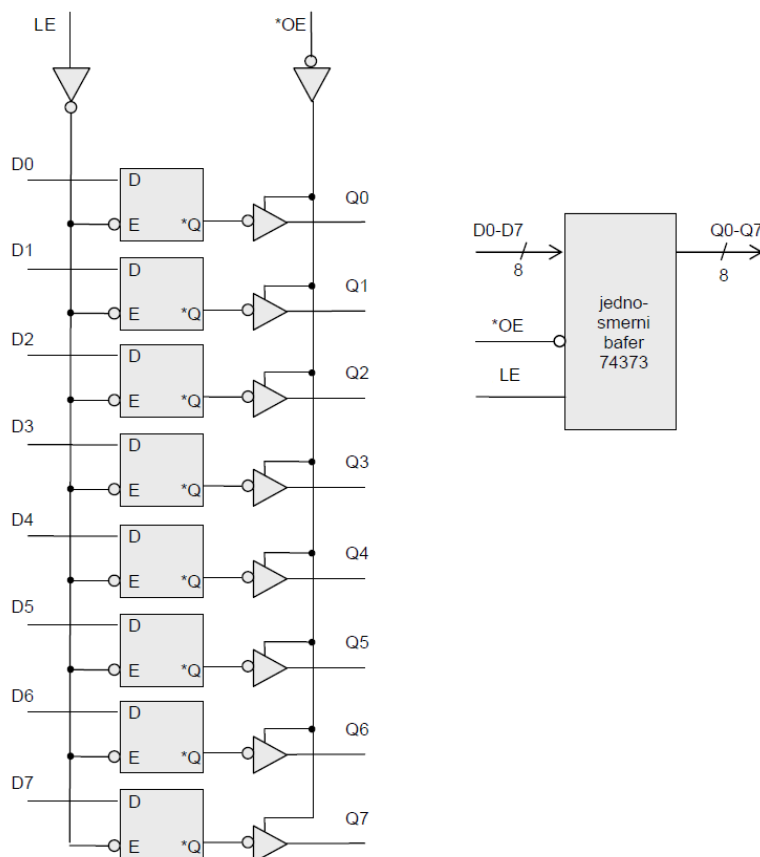 LE
*OE
D0
D
E
*Q
Q0
D1
D
E
*Q
Q1
D2
D
E
*Q
Q2
D3
D
E
*Q
Q3
D4
D
E
*Q
Q4
D5
D
E
*Q
Q5
D6
D
E
*Q
Q6
D7
D
E
*Q
Q7
D0-D7
8
Q0-Q7
8
*OE
LE
jedno-
smerni
bafer
74373